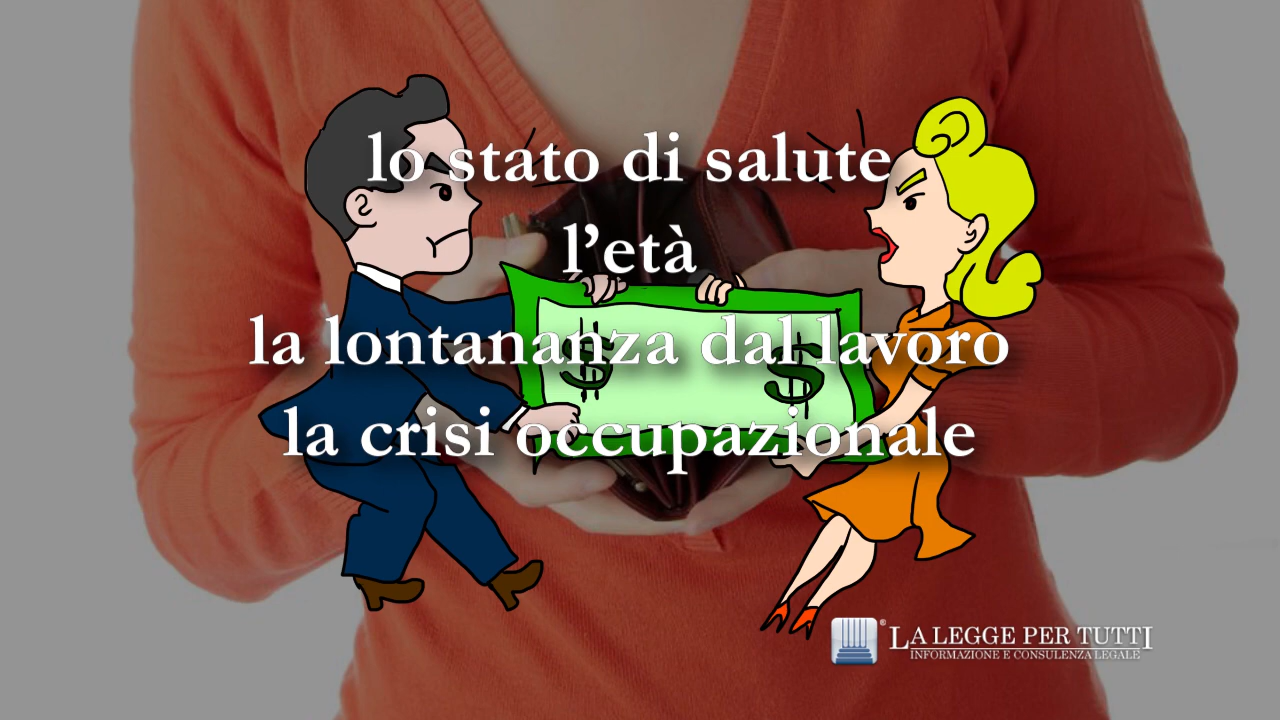 lo stato di salute
l’età
la lontananza dal lavoro
la crisi occupazionale
$ $
® LA LEGGE PER TUTTI
INFORMAZIONE E CONSULENZA LEGALE